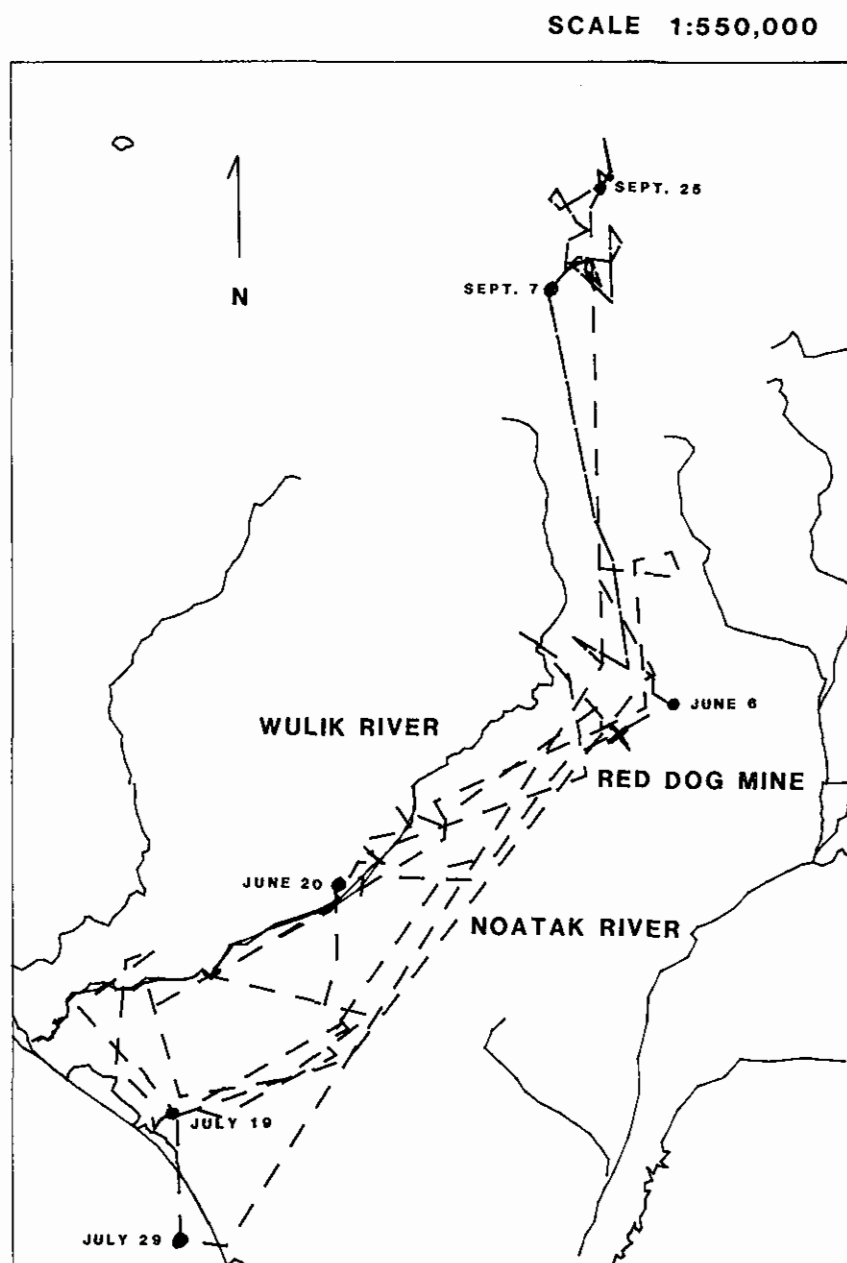 SCALE 1:550,000
SEPT. 25
SEPT. 7
N
JUNE 6
WULIK RIVER
RED DOG MINE
JUNE 20
NOATAK RIVER
JULY 19
JULY 29